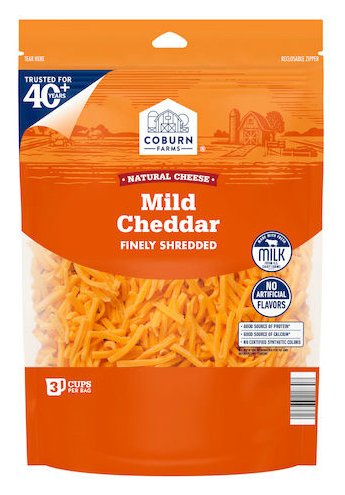 TEAR HERE
RECLOSABLE ZIPPER
TRUSTED FOR
40+
YEARS
COBURN
FARMS
®
NATURAL CHEESE
Mild
Cheddar
FINELY SHREDDED
MILK
NO
ARTIFICIAL
FLAVORS
• GOOD SOURCE OF PROTEIN*
• GOOD SOURCE OF CALCIUM*
• NO CERTIFIED SYNTHETIC COLORS
3 CUPS
PER BAG